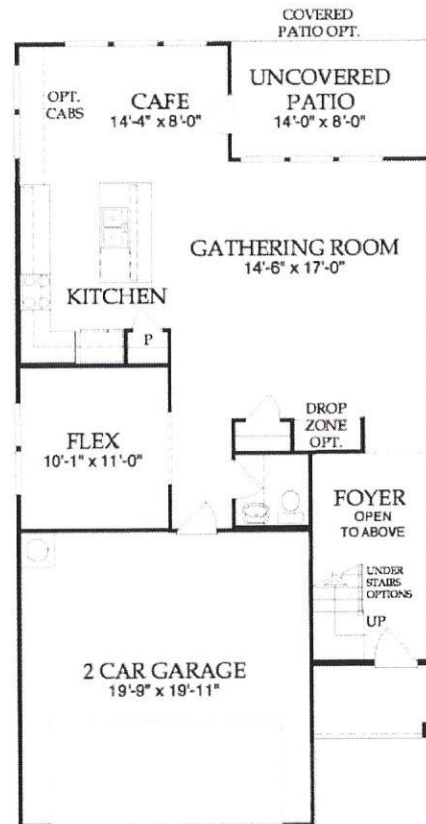 COVERED
PATIO OPT.
UNCOVERED
PATIO
14'-0" x 8'-0"
OPT.
CABS
CAFE
14'-4" x 8'-0"
GATHERING ROOM
14'-6" x 17'-0"
KITCHEN
P
DROP
ZONE
OPT.
FLEX
10'-1" x 11'-0"
FOYER
OPEN
TO ABOVE
UNDER
STAIRS
OPTIONS
UP
2 CAR GARAGE
19'-9" x 19'-11"